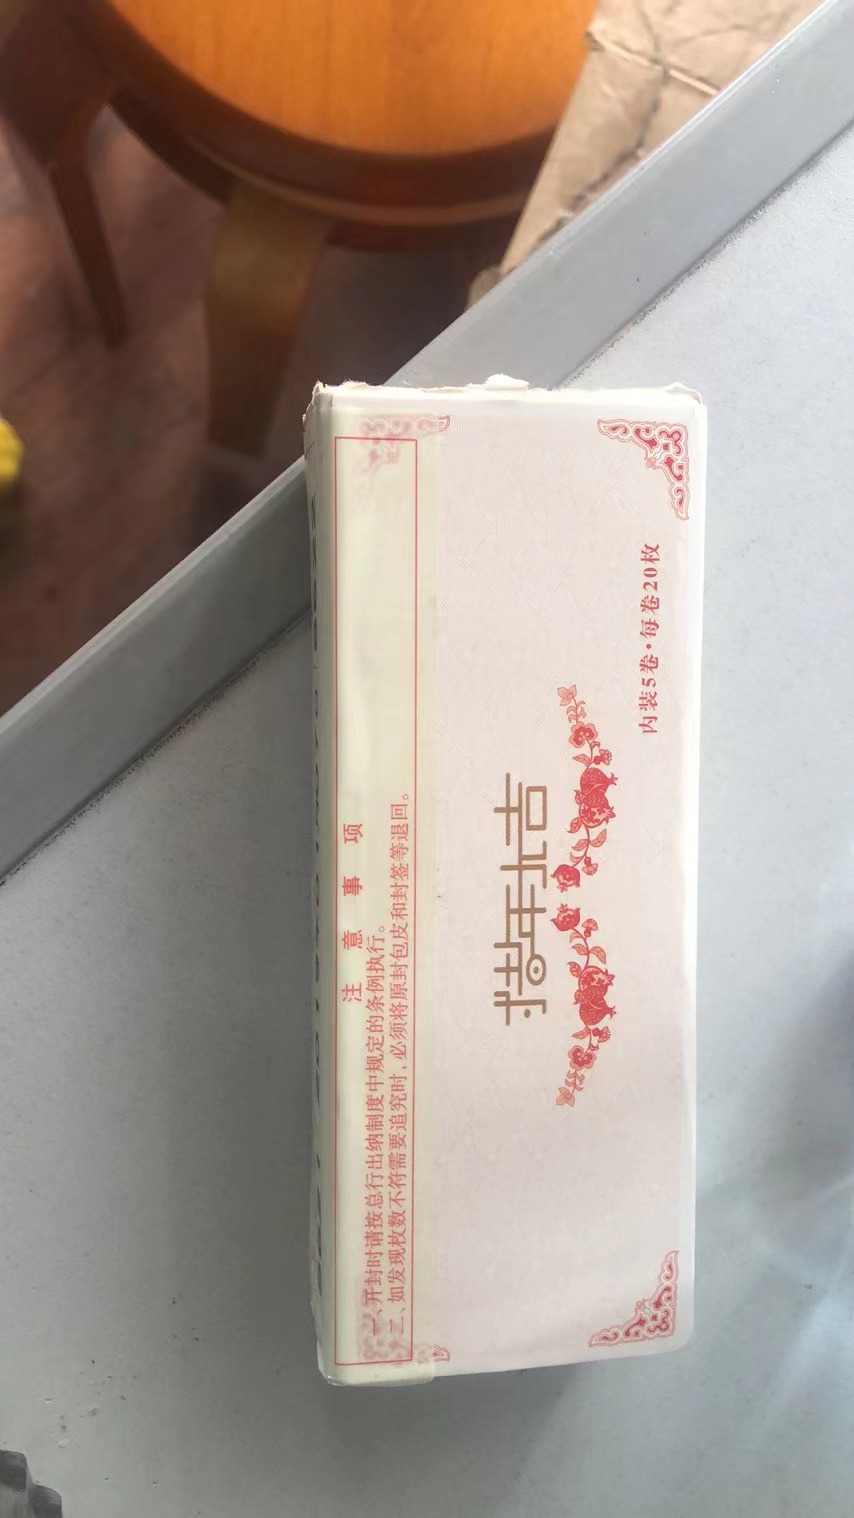 内装5卷·每卷20枚
猪年大吉
注意事项
一、开封时请按总行出纳制度中规定的条例执行。
二、如发现枚数不符需要追究时，必须将原封包皮和封签等退回。